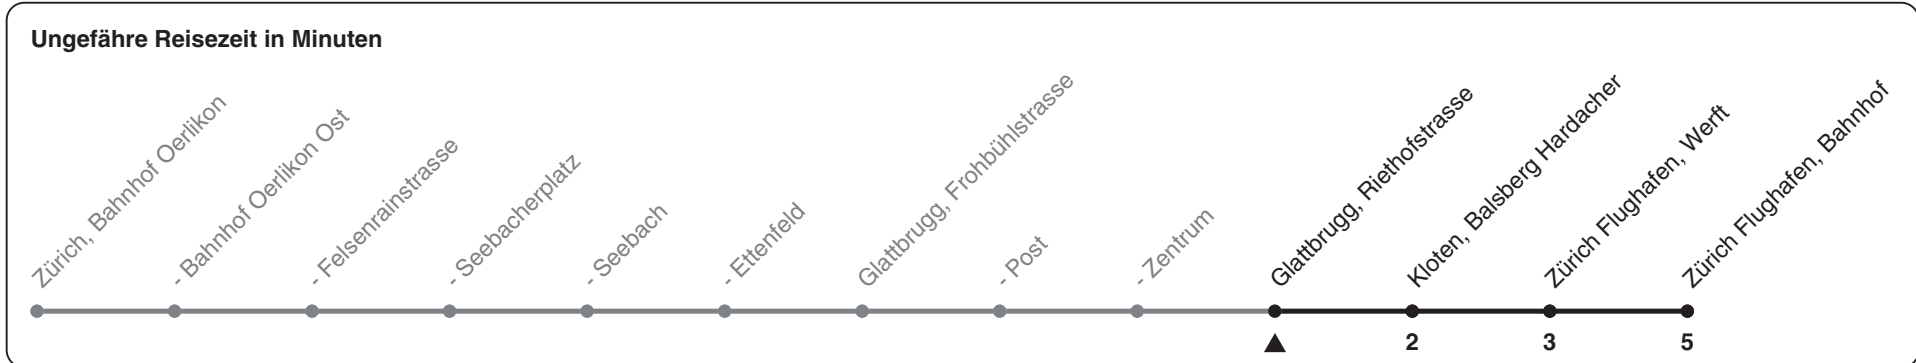 Ungefähre Reisezeit in Minuten
Zürich, Bahnhof Oerlikon
- Bahnhof Oerlikon Ost
- Felsenrainstrasse
- Seebacherplatz
- Seebach
- Ettenfeld
Glattbrugg, Frohbühlstrasse
- Post
- Zentrum
Glattbrugg, Riethofstrasse
Kloten, Balsberg Hardacher
Zürich Flughafen, Werft
Zürich Flughafen, Bahnhof
2
3
5